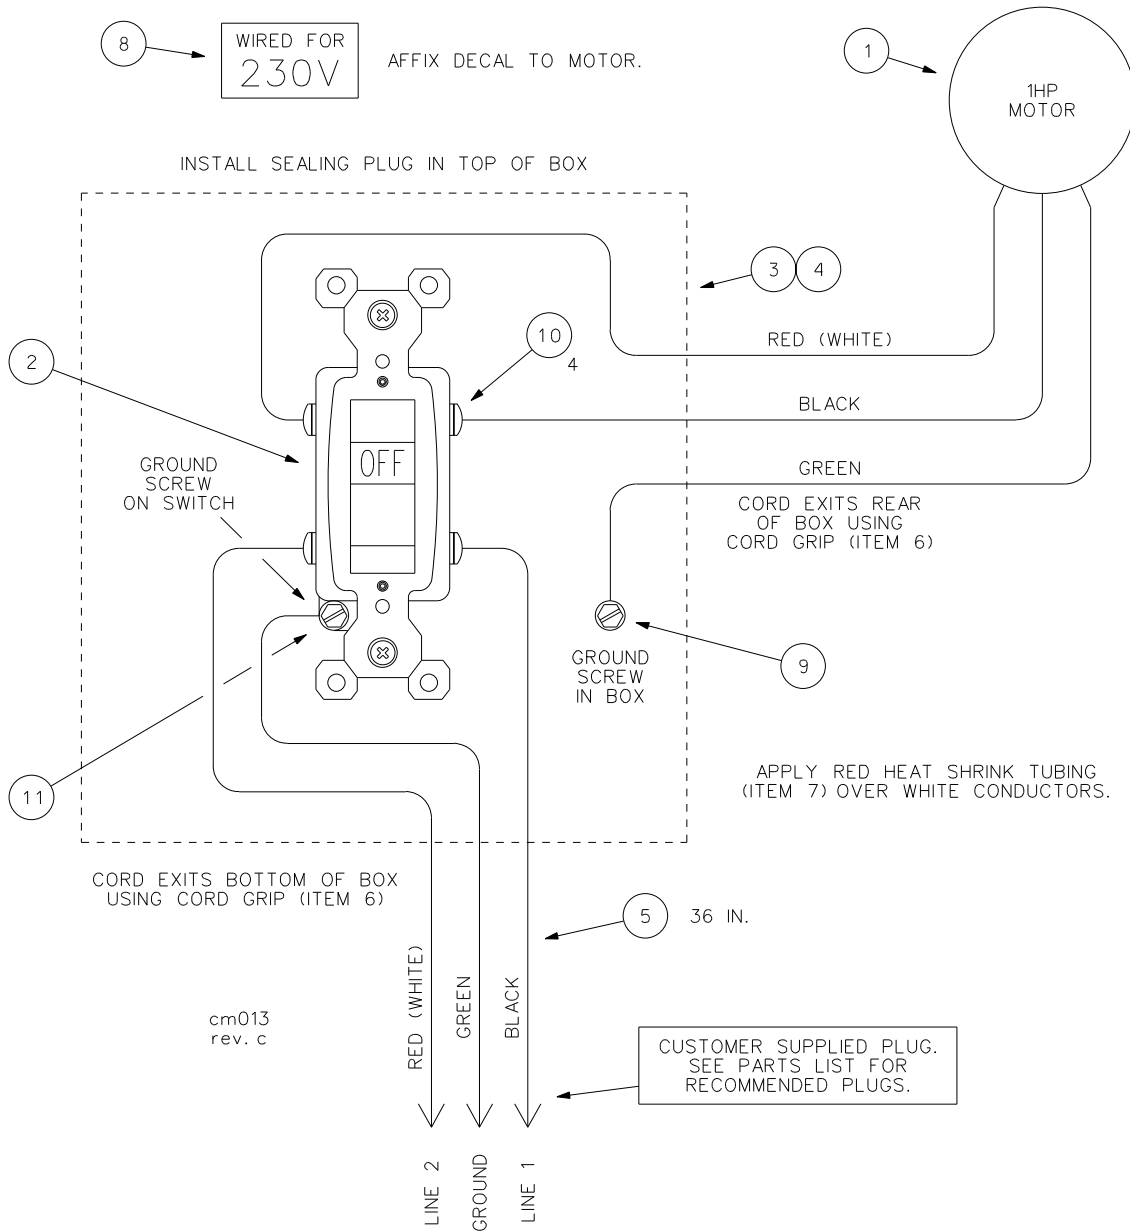 8
WIRED FOR
230V
AFFIX DECAL TO MOTOR.
1
1HP
MOTOR
INSTALL SEALING PLUG IN TOP OF BOX
3
4
RED (WHITE)
10
4
2
BLACK
OFF
GROUND
SCREW
ON SWITCH
GREEN
CORD EXITS REAR
OF BOX USING
CORD GRIP (ITEM 6)
GROUND
SCREW
IN BOX
9
11
APPLY RED HEAT SHRINK TUBING
(ITEM 7) OVER WHITE CONDUCTORS.
CORD EXITS BOTTOM OF BOX
USING CORD GRIP (ITEM 6)
5
36 IN.
RED (WHITE)
GREEN
BLACK
cm013
rev. c
CUSTOMER SUPPLIED PLUG.
SEE PARTS LIST FOR
RECOMMENDED PLUGS.
LINE 2
GROUND
LINE 1